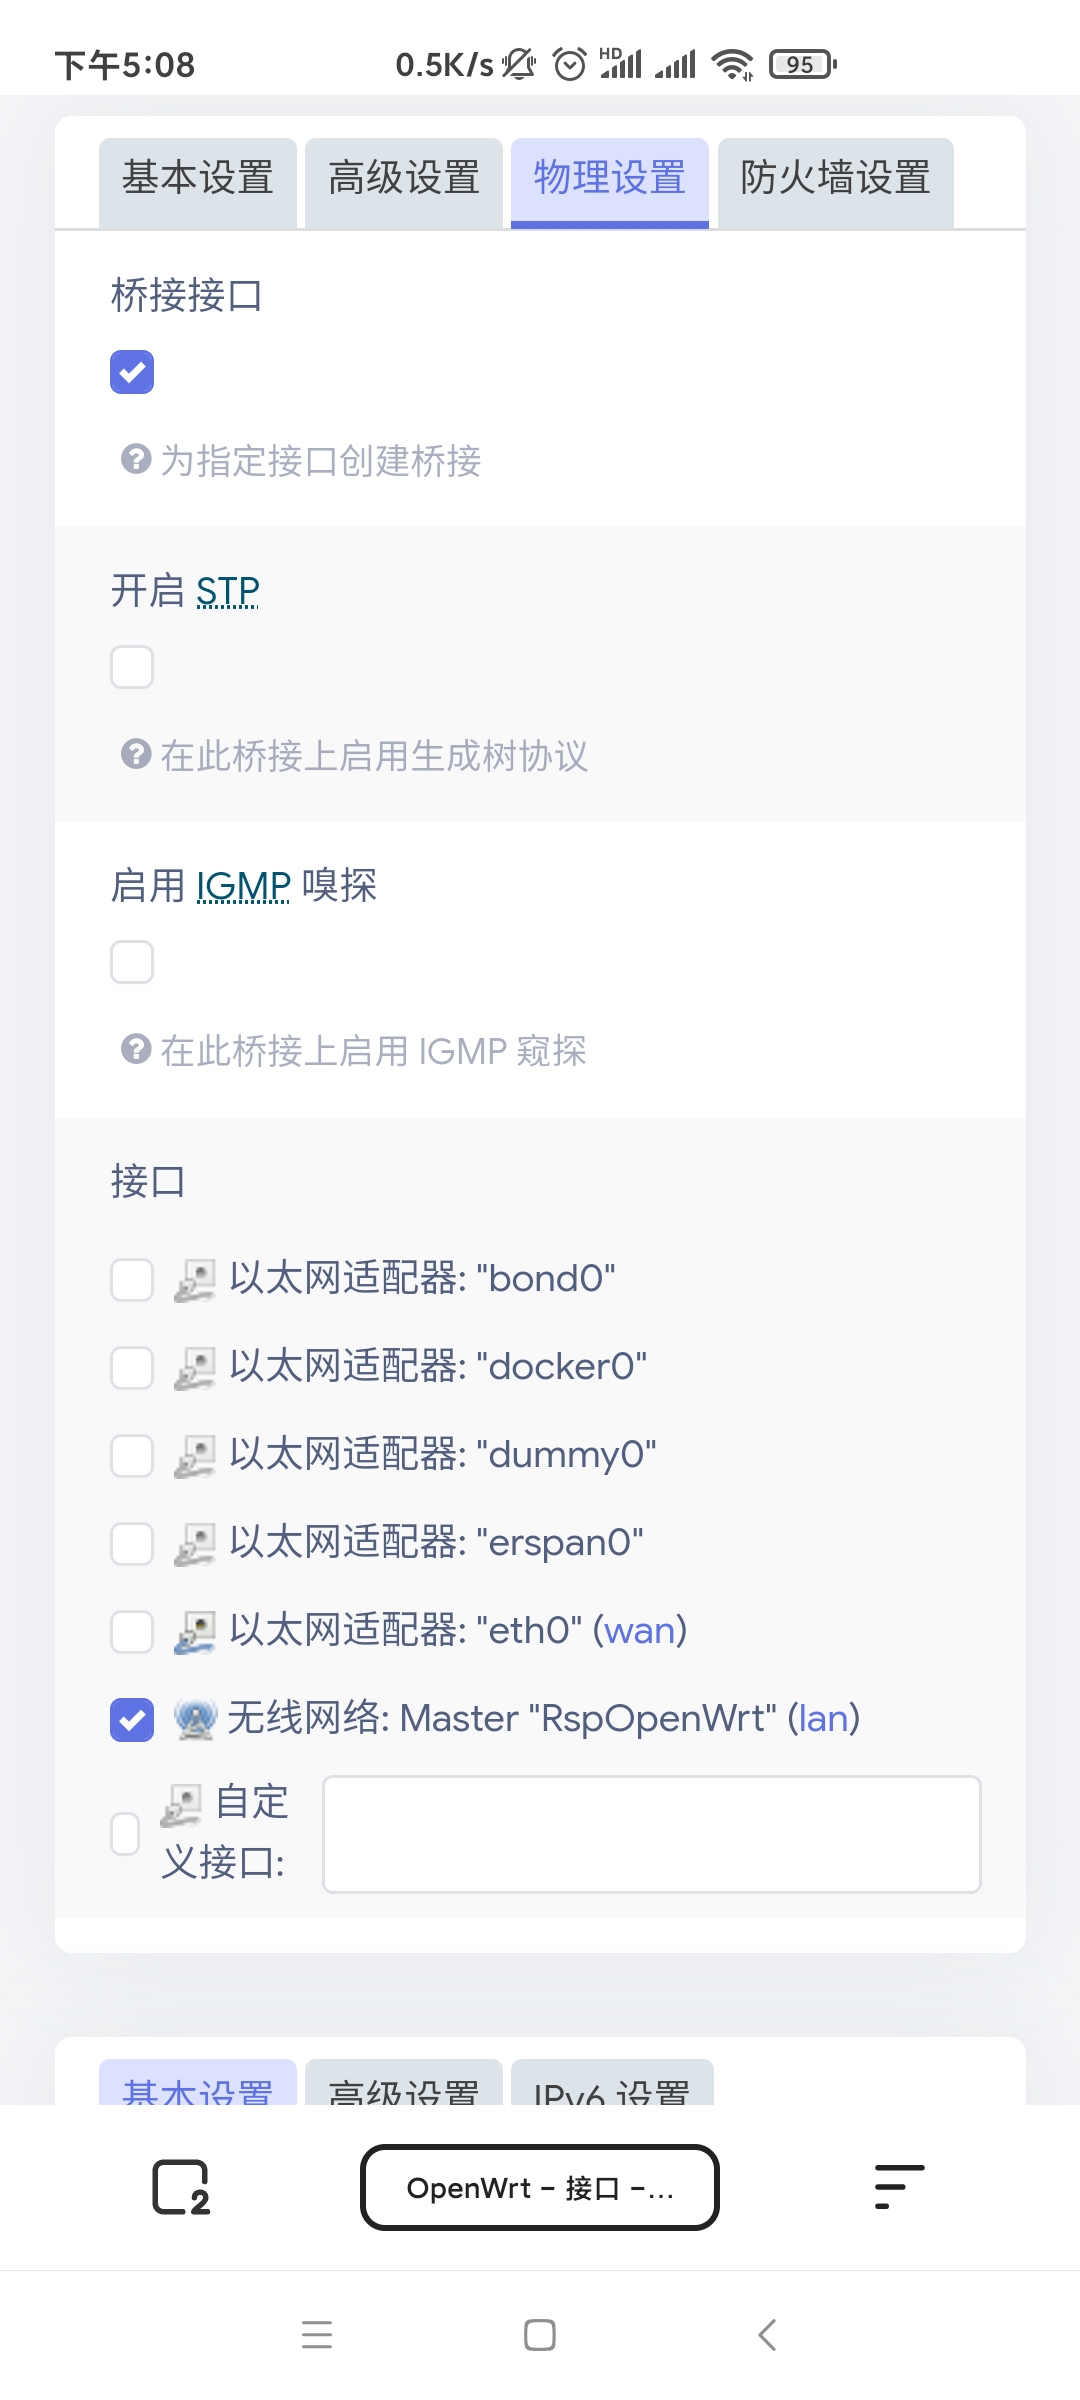 下午5:08
0.5K/s
HD
95
基本设置 高级设置 物理设置 防火墙设置
桥接接口
为指定接口创建桥接
开启 STP
在此桥接上启用生成树协议
启用 IGMP 嗅探
在此桥接上启用 IGMP 窥探
接口
以太网适配器: "bond0"
以太网适配器: "docker0"
以太网适配器: "dummy0"
以太网适配器: "erspan0"
以太网适配器: "eth0" (wan)
无线网络: Master "RspOpenWrt" (lan)
自定
义接口:
基本设置 高级设置 IPv6 设置
2
OpenWrt - 接口 -...